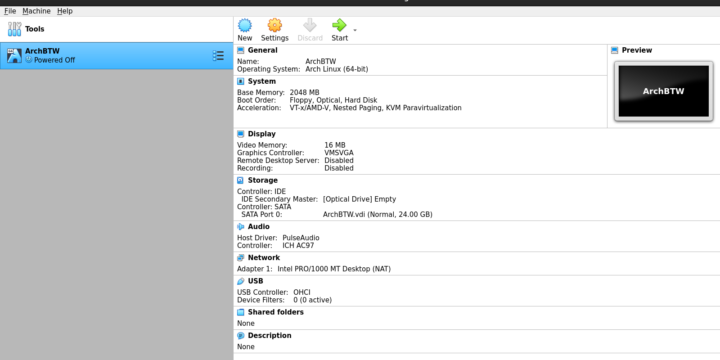 File Machine Help
Tools
New Settings Discard Start
ArchBTW
Powered Off
General
Name: ArchBTW
Operating System: Arch Linux (64-bit)
Preview
ArchBTW
System
Base Memory: 2048 MB
Boot Order: Floppy, Optical, Hard Disk
Acceleration: VT-x/AMD-V, Nested Paging, KVM Paravirtualization
Display
Video Memory: 16 MB
Graphics Controller: VMSVGA
Remote Desktop Server: Disabled
Recording: Disabled
Storage
Controller: IDE
IDE Secondary Master: [Optical Drive] Empty
Controller: SATA
SATA Port 0: ArchBTW.vdi (Normal, 24.00 GB)
Audio
Host Driver: PulseAudio
Controller: ICH AC97
Network
Adapter 1: Intel PRO/1000 MT Desktop (NAT)
USB
USB Controller: OHCI
Device Filters: 0 (0 active)
Shared folders
None
Description
None